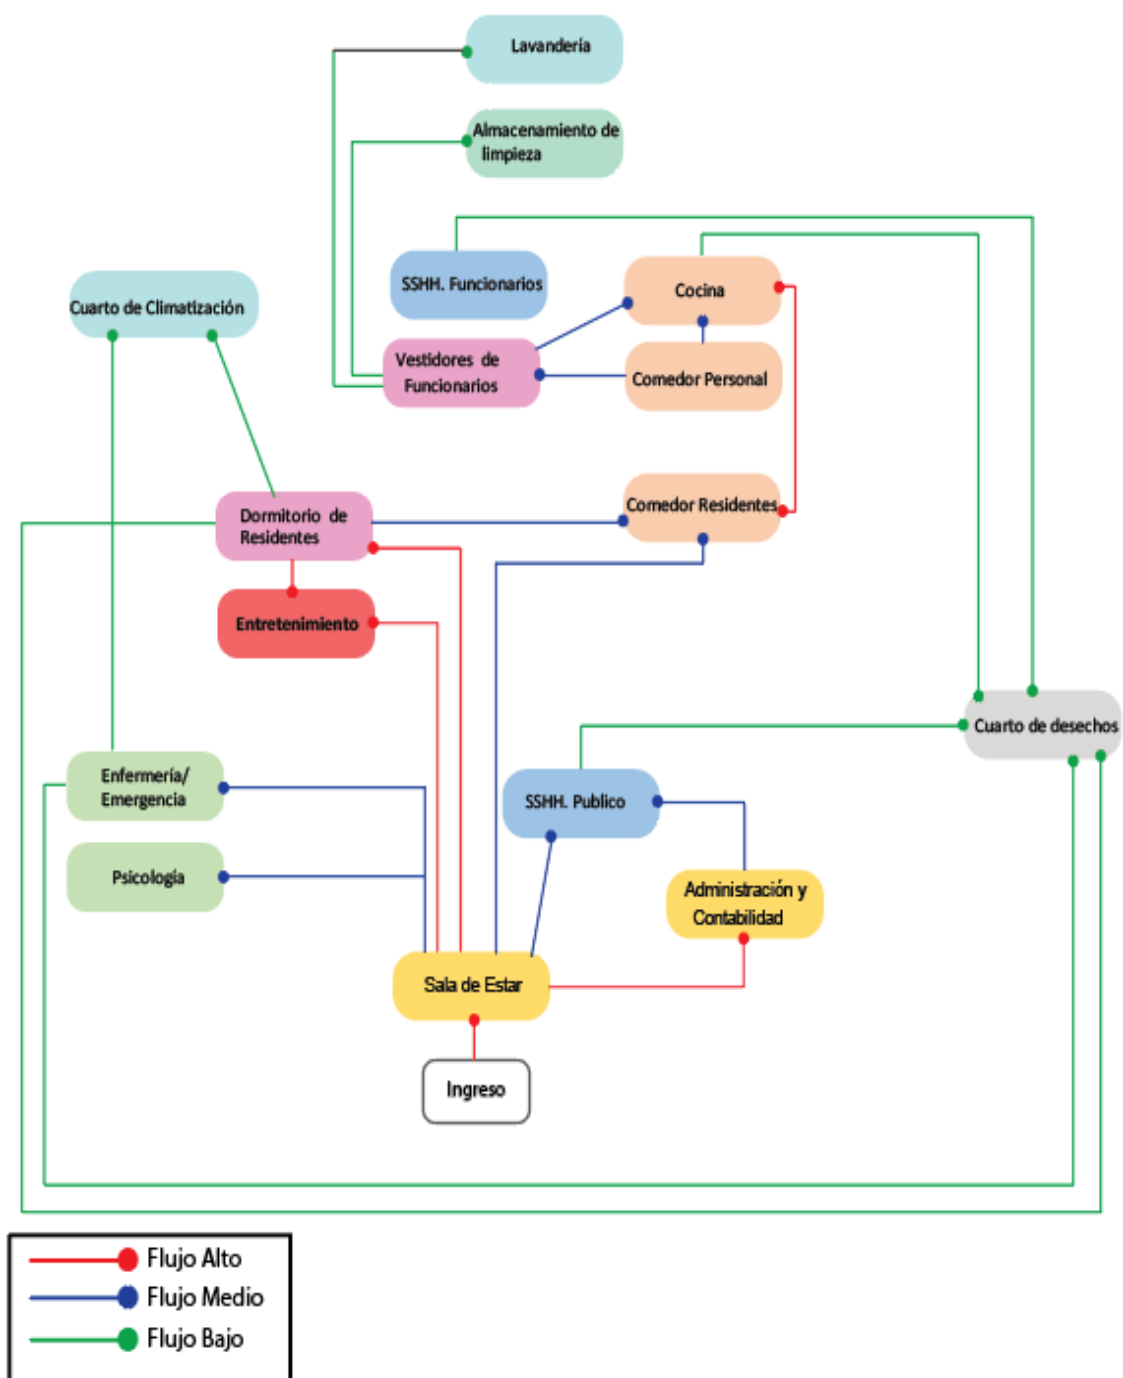 Lavandería
Almacenamiento de
limpieza
SSHH. Funcionarios
Cocina
Cuarto de Climatización
Vestidores de
Funcionarios
Comedor Personal
Comedor Residentes
Dormitorio de
Residentes
Entretenimiento
Cuarto de desechos
Enfermería/
Emergencia
SSHH. Publico
Psicología
Administración y
Contabilidad
Sala de Estar
Ingreso
Flujo Alto
Flujo Medio
Flujo Bajo